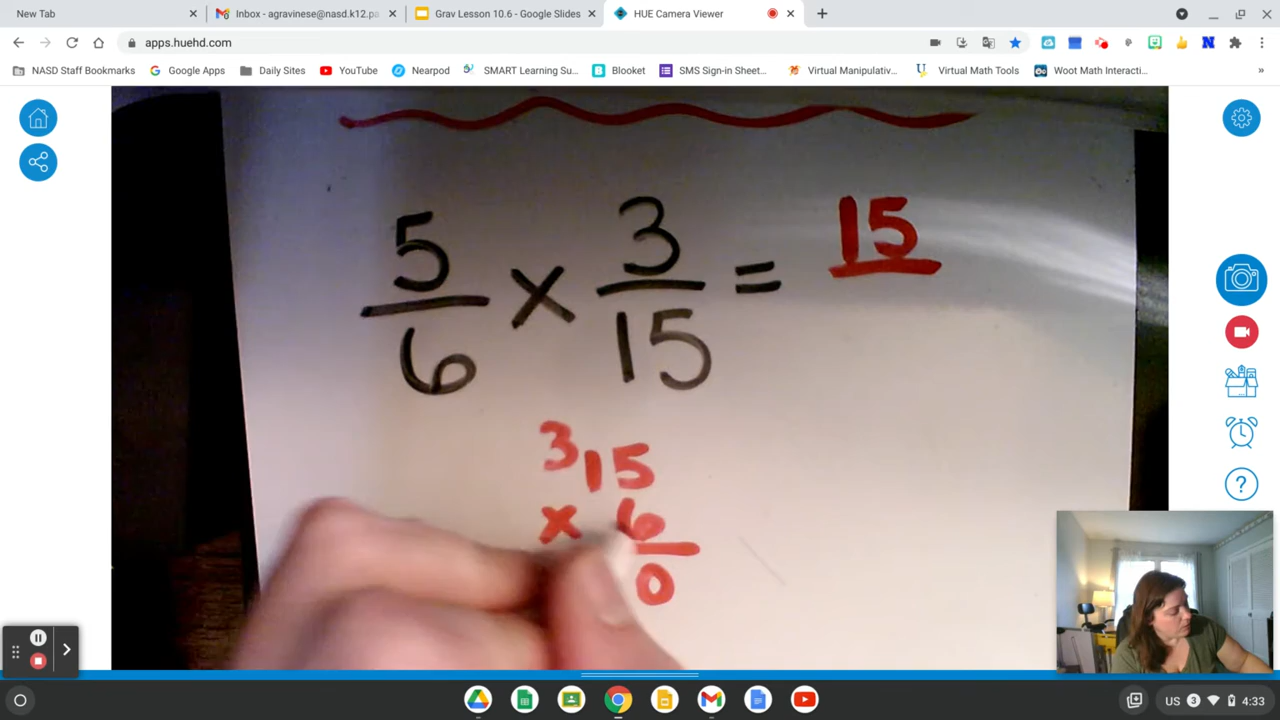 New Tab
Inbox - agravinese@nasd.k12.pa
Grav Lesson 10.6 - Google Slides
HUE Camera Viewer
apps.huehd.com
NASD Staff Bookmarks
Google Apps
Daily Sites
YouTube
Nearpod
SMART Learning Su...
Blooket
SMS Sign-in Sheet...
Virtual Manipulativ...
Virtual Math Tools
Woot Math Interacti...
»
5/6 x 3/15 = 15
3
15
x 6
0
US 3 4:33